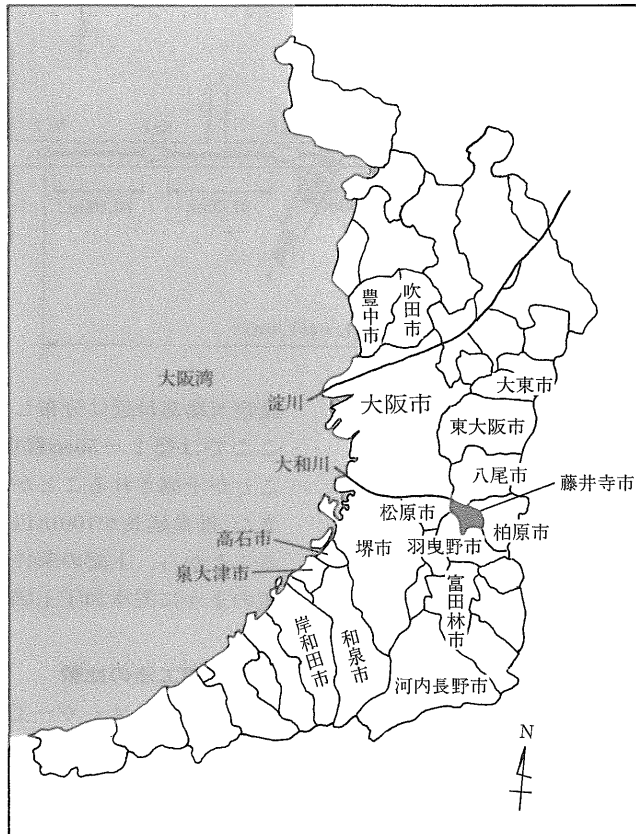 豊中市
吹田市
大阪湾
淀川
大阪市
大東市
東大阪市
大和川
八尾市
藤井寺市
松原市
柏原市
高石市
堺市
羽曳野市
泉大津市
富田林市
岸和田市
和泉市
河内長野市
N